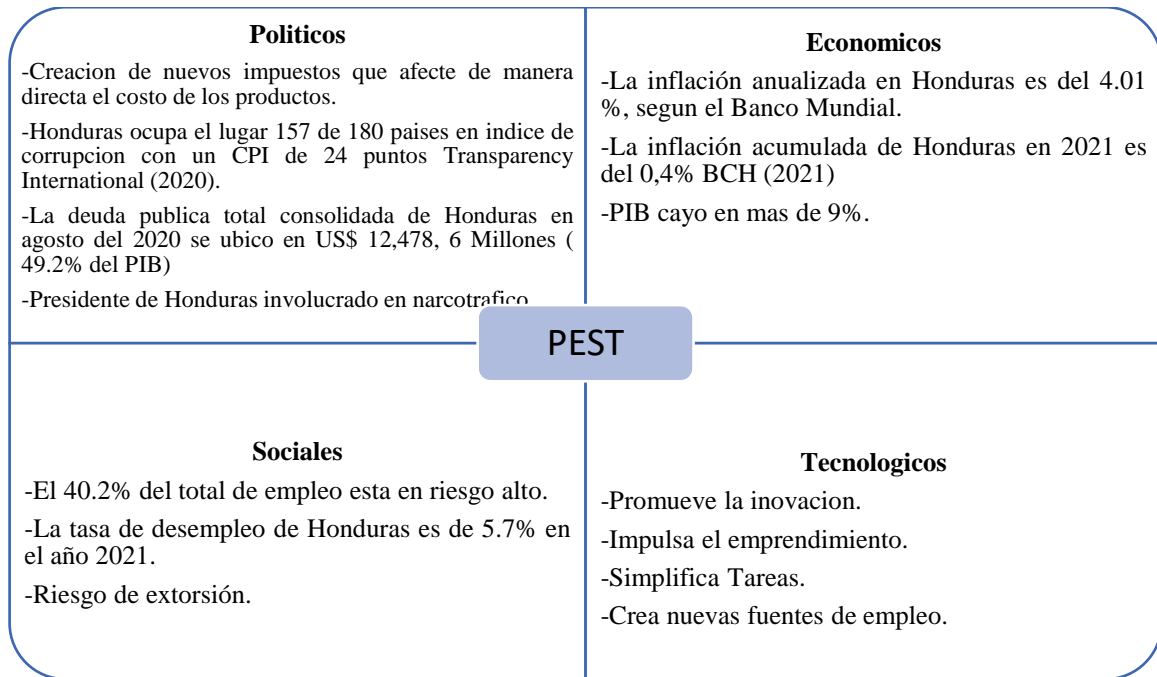 Politicos
-Creacion de nuevos impuestos que afecte de manera
directa el costo de los productos.
-Honduras ocupa el lugar 157 de 180 paises en indice de
corrupcion con un CPI de 24 puntos Transparency
International (2020).
-La deuda publica total consolidada de Honduras en
agosto del 2020 se ubico en US$ 12,478, 6 Millones (
49.2% del PIB)
-Presidente de Honduras involucrado en narcotrafico
Economicos
-La inflación anualizada en Honduras es del 4.01
%, segun el Banco Mundial.
-La inflación acumulada de Honduras en 2021 es
del 0,4% BCH (2021)
-PIB cayo en mas de 9%.
PEST
Sociales
-El 40.2% del total de empleo esta en riesgo alto.
-La tasa de desempleo de Honduras es de 5.7% en
el año 2021.
-Riesgo de extorsión.
Tecnologicos
-Promueve la inovacion.
-Impulsa el emprendimiento.
-Simplifica Tareas.
-Crea nuevas fuentes de empleo.